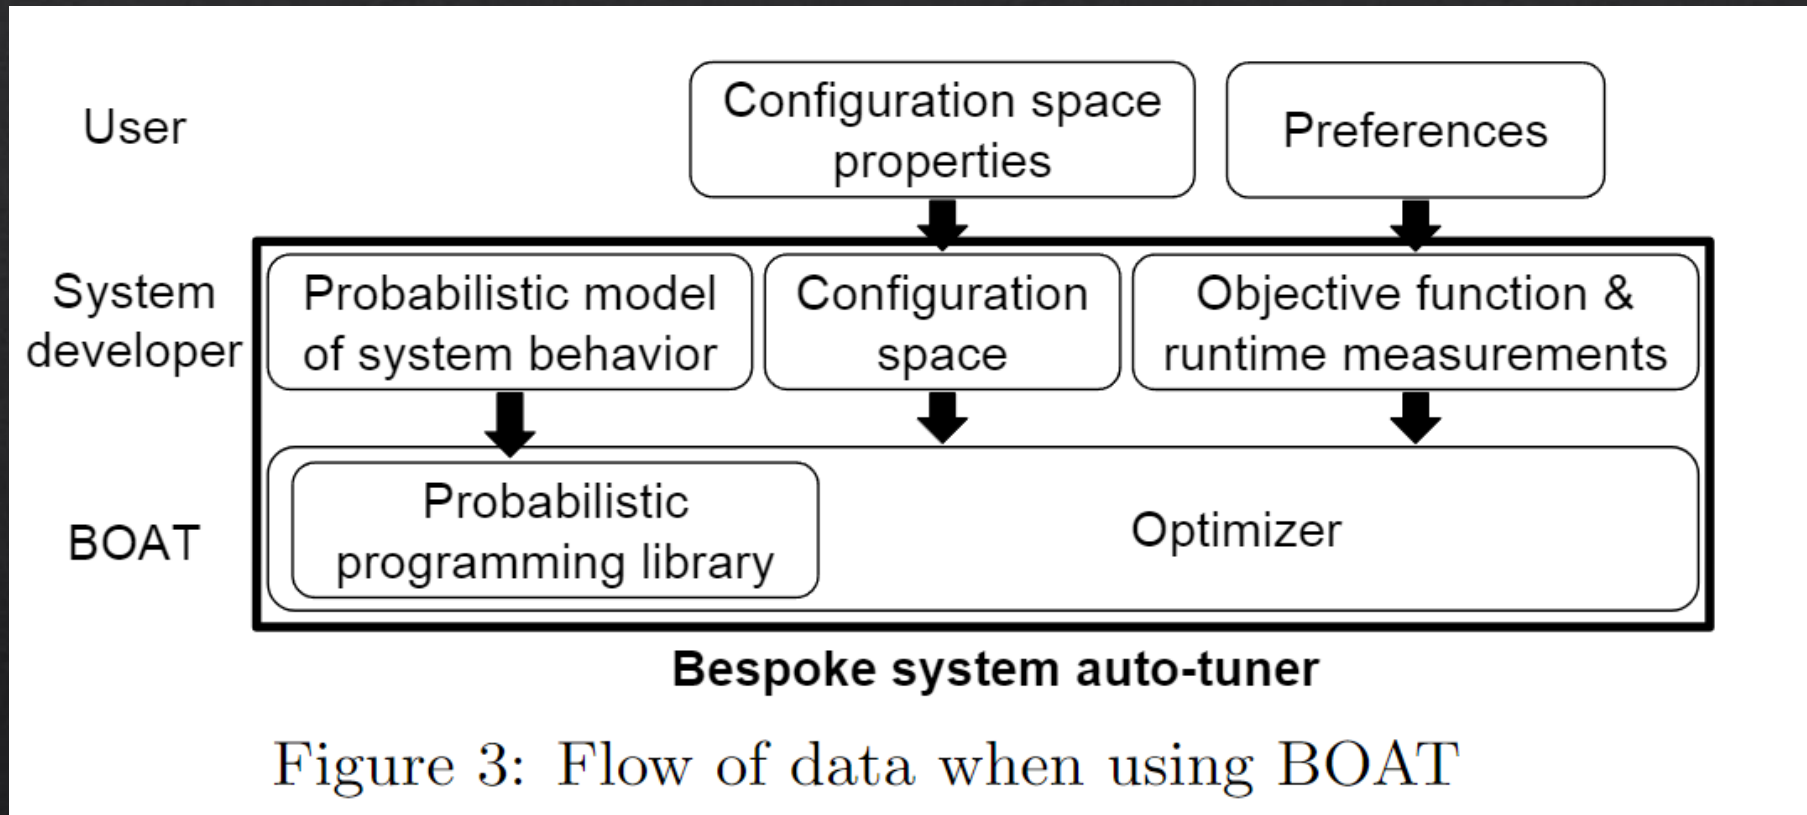 User
Configuration space
properties
Preferences
System
developer
Probabilistic model
of system behavior
Configuration
space
Objective function &
runtime measurements
BOAT
Probabilistic
programming library
Optimizer
Bespoke system auto-tuner
Figure 3: Flow of data when using BOAT